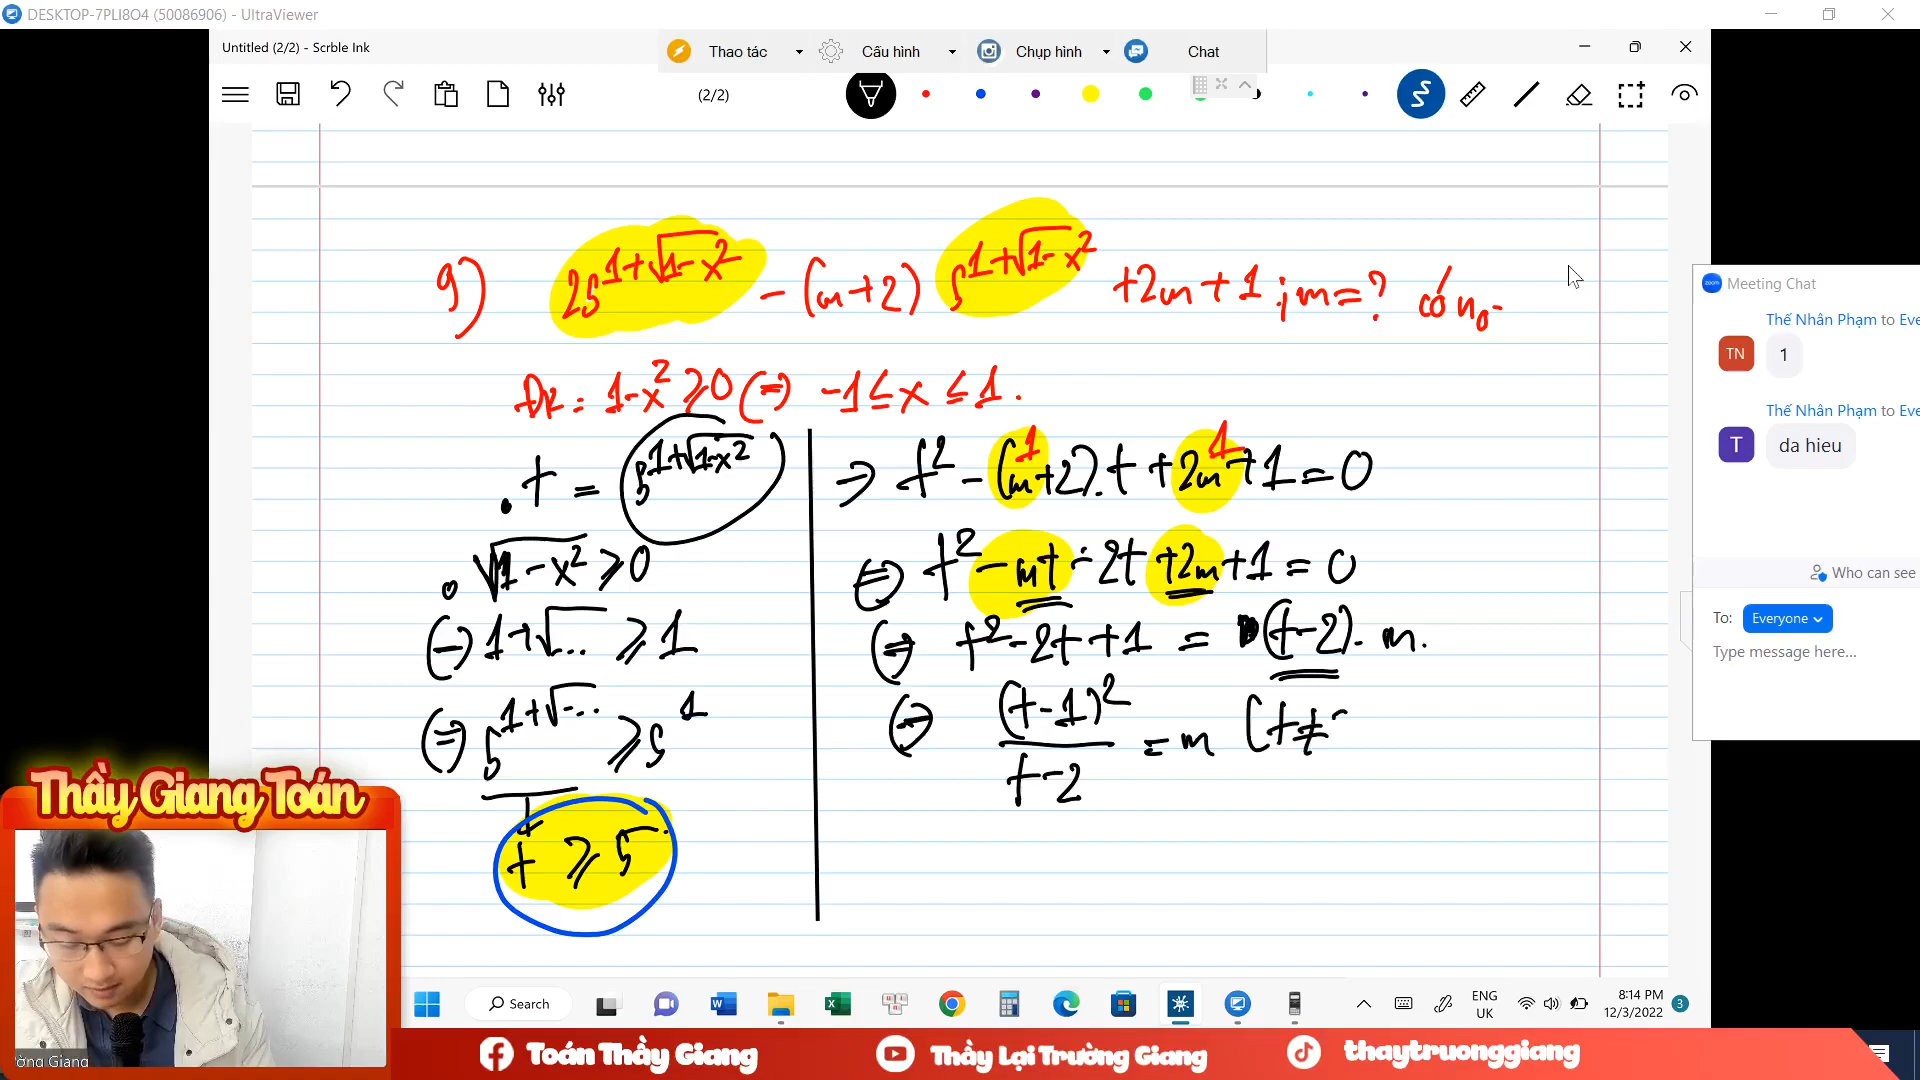 DESKTOP-7PLI8O4 (50086906) - UltraViewer
Untitled (2/2) - Scrble Ink
Thao tác
Cấu hình
Chụp hình
Chat
(2/2)
9) 25^{1+√(1-x²)} - (m+2) 5^{1+√(1-x²)} + 2m + 1 ; m = ? có n₀-
ĐK: 1-x² ⩾ 0 (=) -1 ≤ x ≤ 1.
. t = 5^{1+√(1-x²)}
. √(1-x²) ⩾ 0
(=) 1+√... ⩾ 1
(=) 5^{1+√...} ⩾ 5^1
t ⩾ 5
→ t² - (m+2).t + 2m + 1 = 0
1
1
(=) t² - mt - 2t + 2m + 1 = 0
(=) t² - 2t + 1 = (t-2). m.
(=) (t-1)²/(t-2) = m (t ≠
Meeting Chat
Thế Nhân Phạm to Eve
TN
1
Thế Nhân Phạm to Eve
T
da hieu
Who can see
To: Everyone
Type message here...
Thầy Giang Toán
ờng Giang
Search
ENG
UK
8:14 PM
12/3/2022
3
Toán Thầy Giang
Thầy Lại Trường Giang
thaytruonggiang